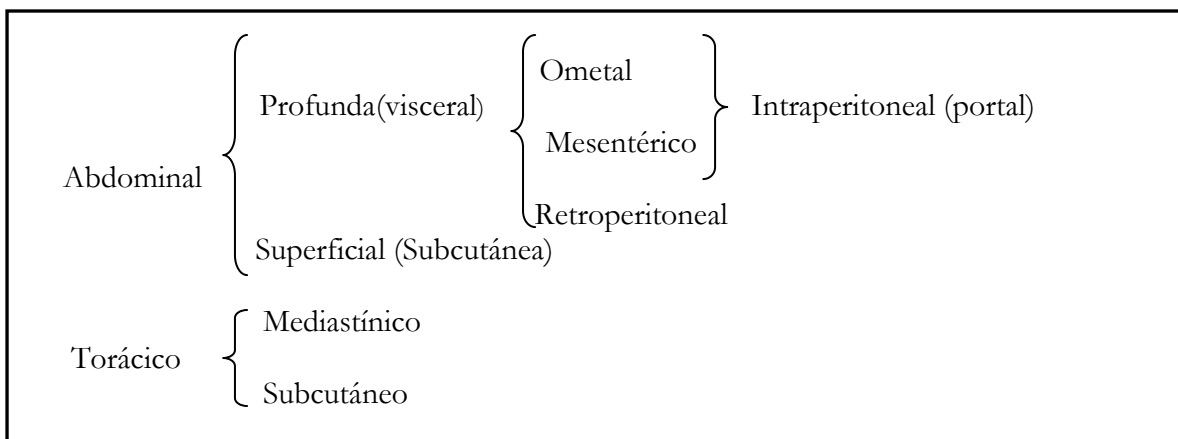 Ometal
Profunda(visceral)
Intraperitoneal (portal)
Mesentérico
Abdominal
Retroperitoneal
Superficial (Subcutánea)
Mediastínico
Torácico
Subcutáneo